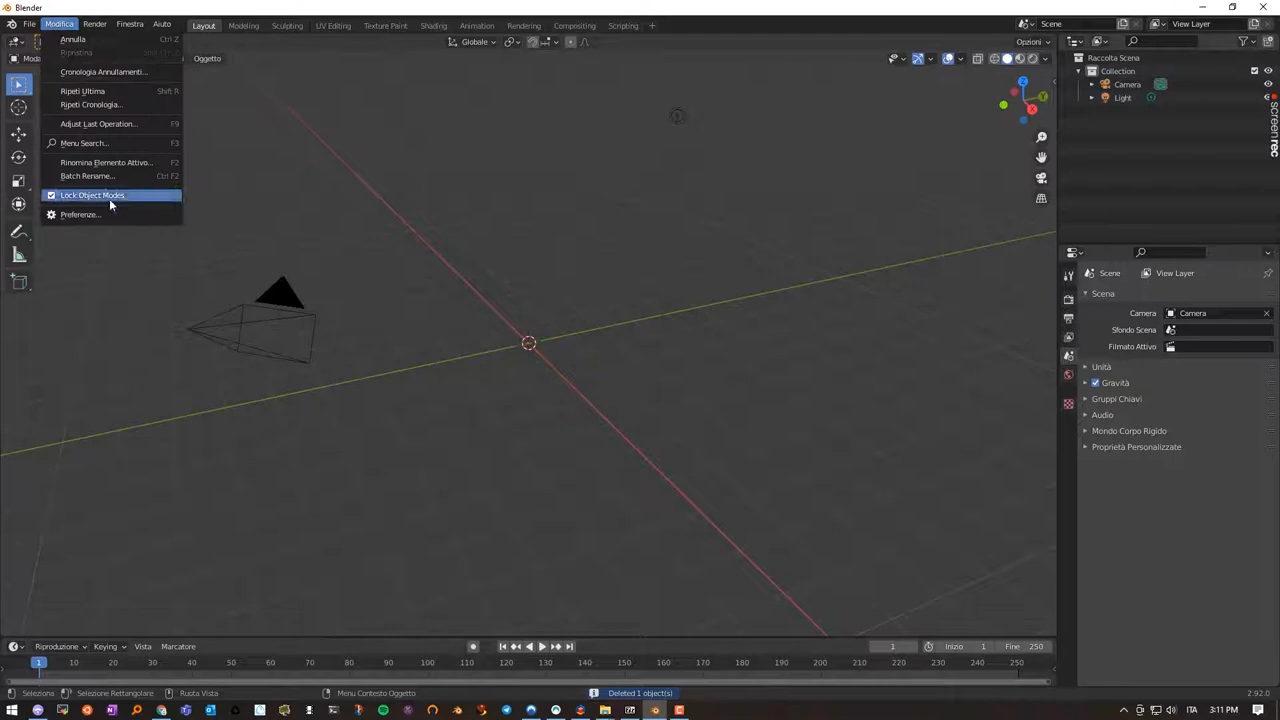 Blender
File Modifica Render Finestra Aiuto
Layout Modeling Sculpting UV Editing Texture Paint Shading Animation Rendering Compositing Scripting +
Scene View Layer
Annulla Ctrl Z
Ripristina
Cronologia Annullamenti...
Ripeti Ultima Shift R
Ripeti Cronologia...
Adjust Last Operation... F9
Menu Search... F3
Rinomina Elemento Attivo... F2
Batch Rename... Ctrl F2
Lock Object Modes
Preferenze...
Oggetto
Globale
Opzioni
X
Y
Z
Raccolta Scena
Collection
Camera
Light
screenrec
Scene View Layer
Scena
Camera Camera
Sfondo Scena
Filmato Attivo
Unità
Gravità
Gruppi Chiavi
Audio
Mondo Corpo Rigido
Proprietà Personalizzate
Riproduzione Keying Vista Marcatore
1 Inizio 1 Fine 250
1 10 20 30 40 50 60 70 80 90 100 110 120 130 140 150 160 170 180 190 200 210 220 230 240 250
Seleziona Selezione Rettangolare Ruota Vista Menu Contesto Oggetto Deleted 1 object(s) 2.92.0
ITA 3:11 PM